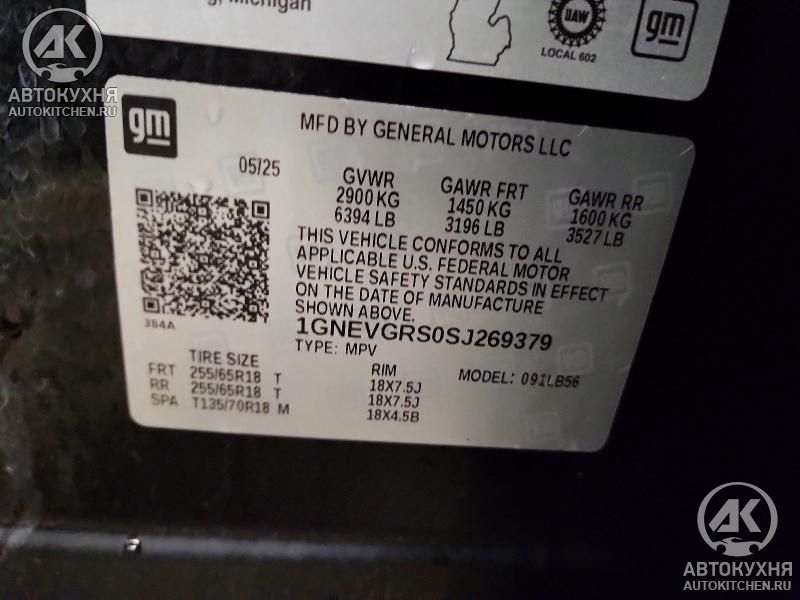 Michigan
UAW
LOCAL 602
gm
АК
АВТОКУХНЯ
AUTOKITCHEN.RU
gm
MFD BY GENERAL MOTORS LLC
05/25
GVWR
2900 KG
6394 LB
GAWR FRT
1450 KG
3196 LB
GAWR RR
1600 KG
3527 LB
THIS VEHICLE CONFORMS TO ALL
APPLICABLE U.S. FEDERAL MOTOR
VEHICLE SAFETY STANDARDS IN EFFECT
ON THE DATE OF MANUFACTURE
SHOWN ABOVE.
384A
1GNEVGRS0SJ269379
TYPE: MPV
MODEL: 091LB56
TIRE SIZE
RIM
FRT 255/65R18 T 18X7.5J
RR 255/65R18 T 18X7.5J
SPA T135/70R18 M 18X4.5B
АК
АВТОКУХНЯ
AUTOKITCHEN.RU